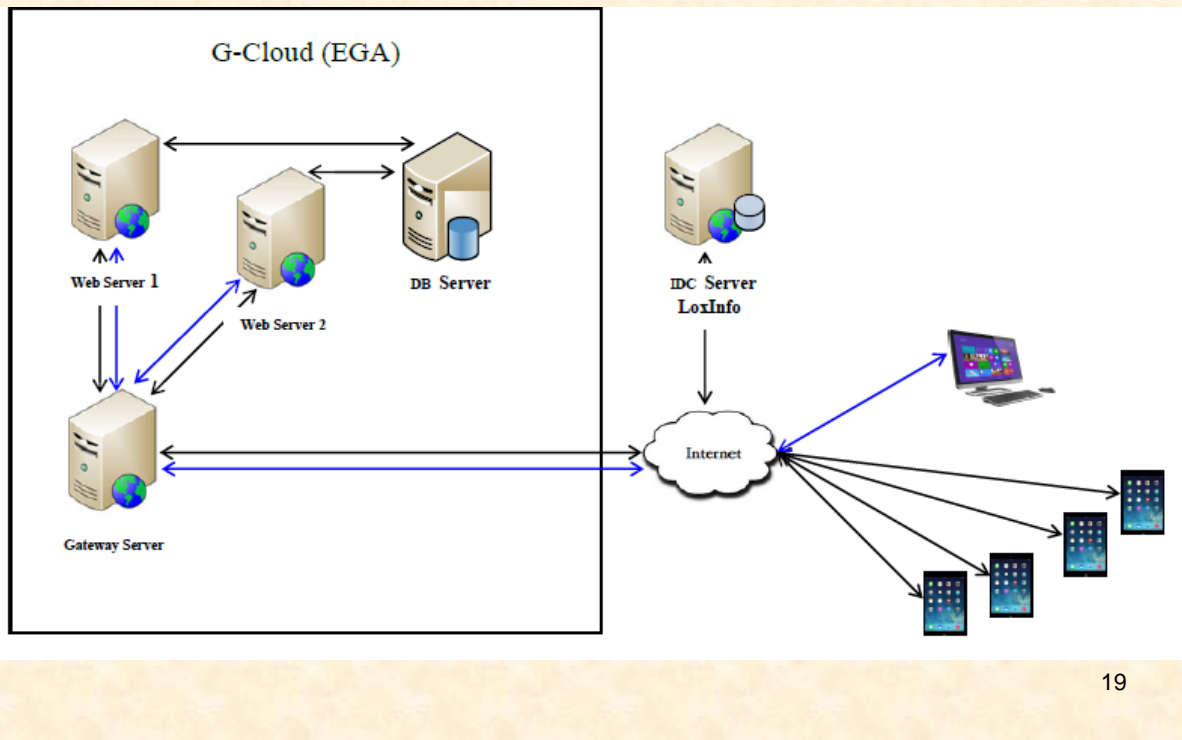 G-Cloud (EGA)
Web Server 1
Web Server 2
DB Server
Gateway Server
IDC Server
LoxInfo
Internet
19